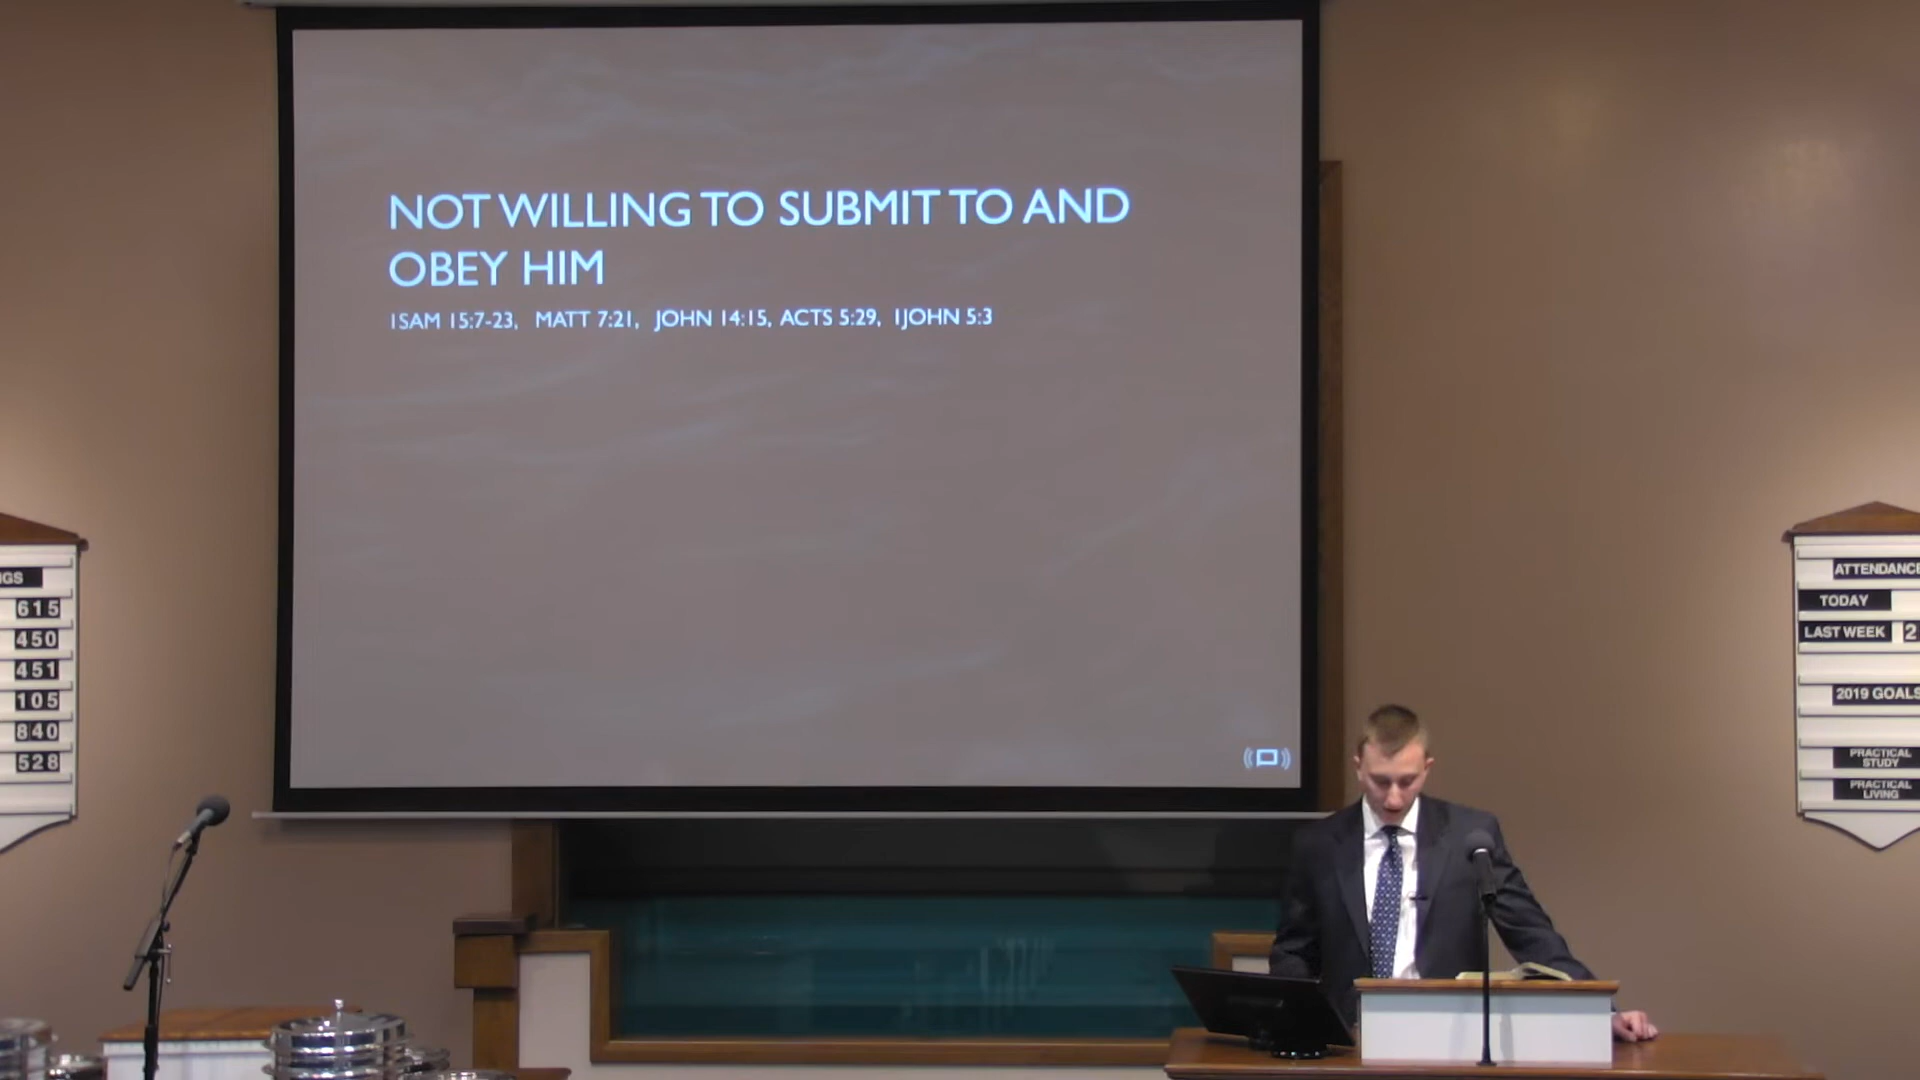 NOT WILLING TO SUBMIT TO AND
OBEY HIM
1SAM 15:7-23, MATT 7:21, JOHN 14:15, ACTS 5:29, 1JOHN 5:3
GS
615
450
451
105
840
528
ATTENDANCE
TODAY
LAST WEEK 2
2019 GOALS
PRACTICAL
STUDY
PRACTICAL
LIVING